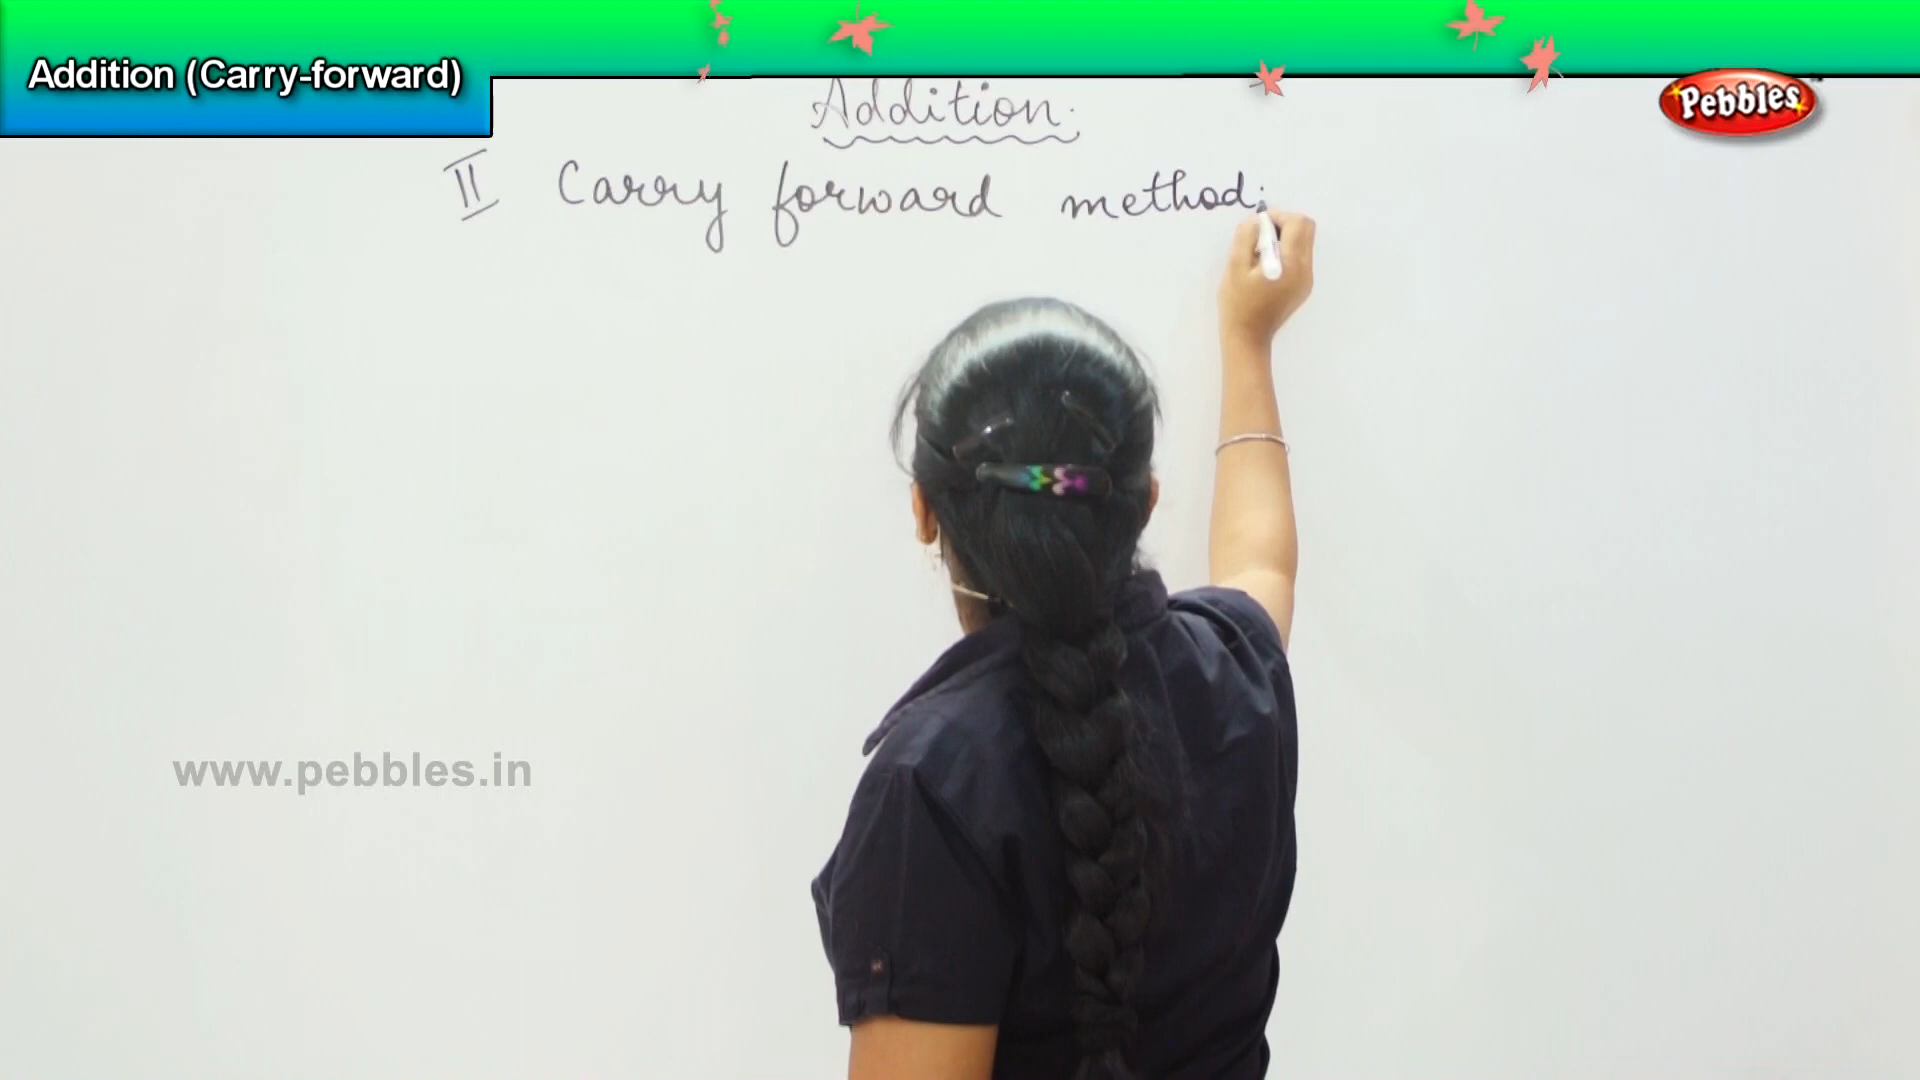 Addition (Carry-forward)
Pebbles
Addition.
II Carry forward method:
www.pebbles.in